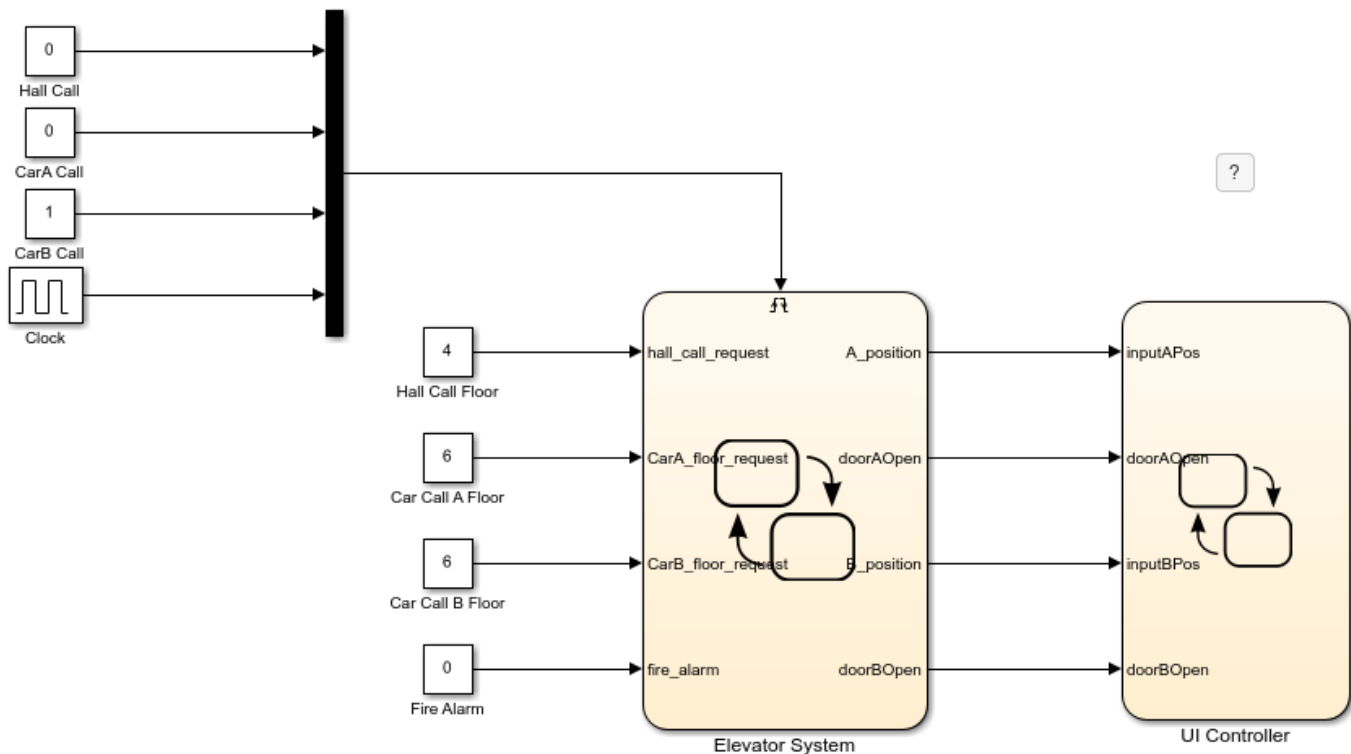 0
Hall Call
0
CarA Call
1
CarB Call
Clock
?
4
Hall Call Floor
6
Car Call A Floor
6
Car Call B Floor
0
Fire Alarm
hall_call_request
A_position
CarA_floor_request
doorAOpen
CarB_floor_request
B_position
fire_alarm
doorBOpen
Elevator System
inputAPos
doorAOpen
inputBPos
doorBOpen
UI Controller